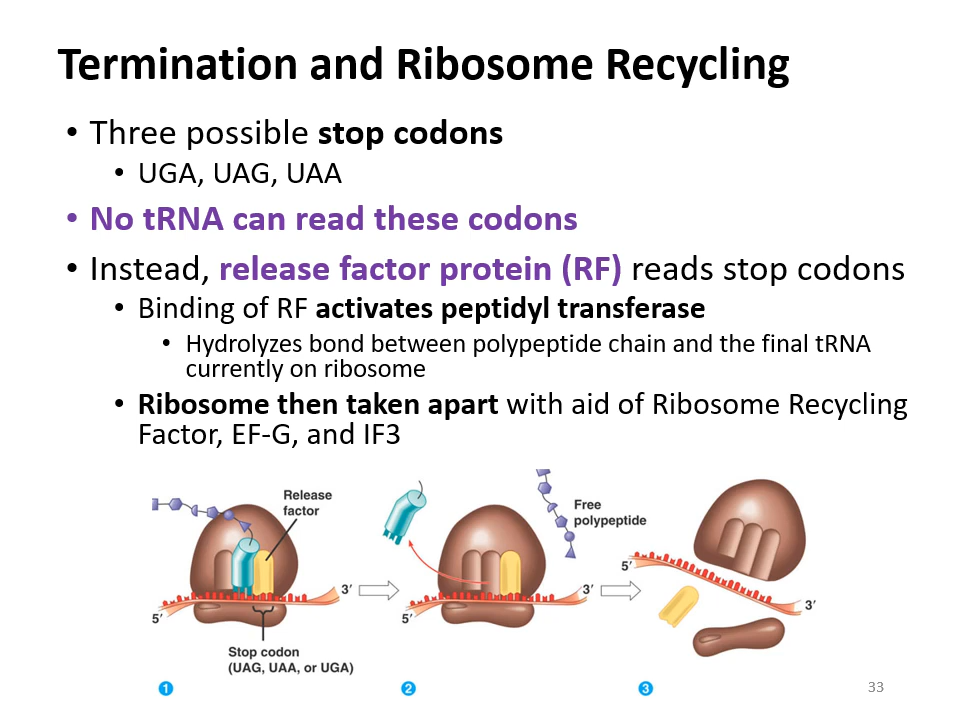 Termination and Ribosome Recycling
• Three possible stop codons
• UGA, UAG, UAA
• No tRNA can read these codons
• Instead, release factor protein (RF) reads stop codons
• Binding of RF activates peptidyl transferase
• Hydrolyzes bond between polypeptide chain and the final tRNA
currently on ribosome
• Ribosome then taken apart with aid of Ribosome Recycling
Factor, EF-G, and IF3
Release
factor
5′
3′
Stop codon
(UAG, UAA, or UGA)
1
Free
polypeptide
5′
3′
2
5′
3′
3
33